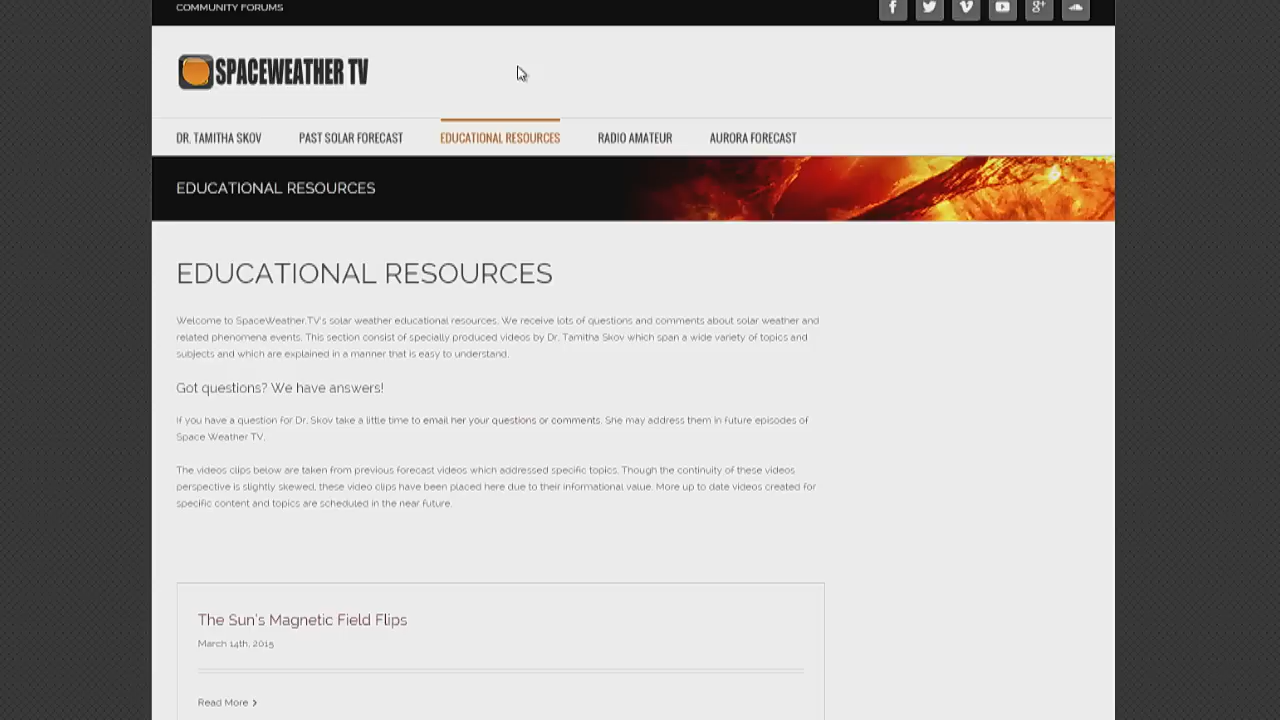 COMMUNITY FORUMS
SPACEWEATHER TV
DR. TAMITHA SKOV PAST SOLAR FORECAST EDUCATIONAL RESOURCES RADIO AMATEUR AURORA FORECAST
EDUCATIONAL RESOURCES
EDUCATIONAL RESOURCES
Welcome to SpaceWeather.TV's solar weather educational resources. We receive lots of questions and comments about solar weather and
related phenomena events. This section consist of specially produced videos by Dr. Tamitha Skov which span a wide variety of topics and
subjects and which are explained in a manner that is easy to understand.
Got questions? We have answers!
If you have a question for Dr. Skov take a little time to email her your questions or comments. She may address them in future episodes of
Space Weather TV.
The videos clips below are taken from previous forecast videos which addressed specific topics. Though the continuity of these videos
perspective is slightly skewed, these video clips have been placed here due to their informational value. More up to date videos created for
specific content and topics are scheduled in the near future.
The Sun's Magnetic Field Flips
March 14th, 2015
Read More